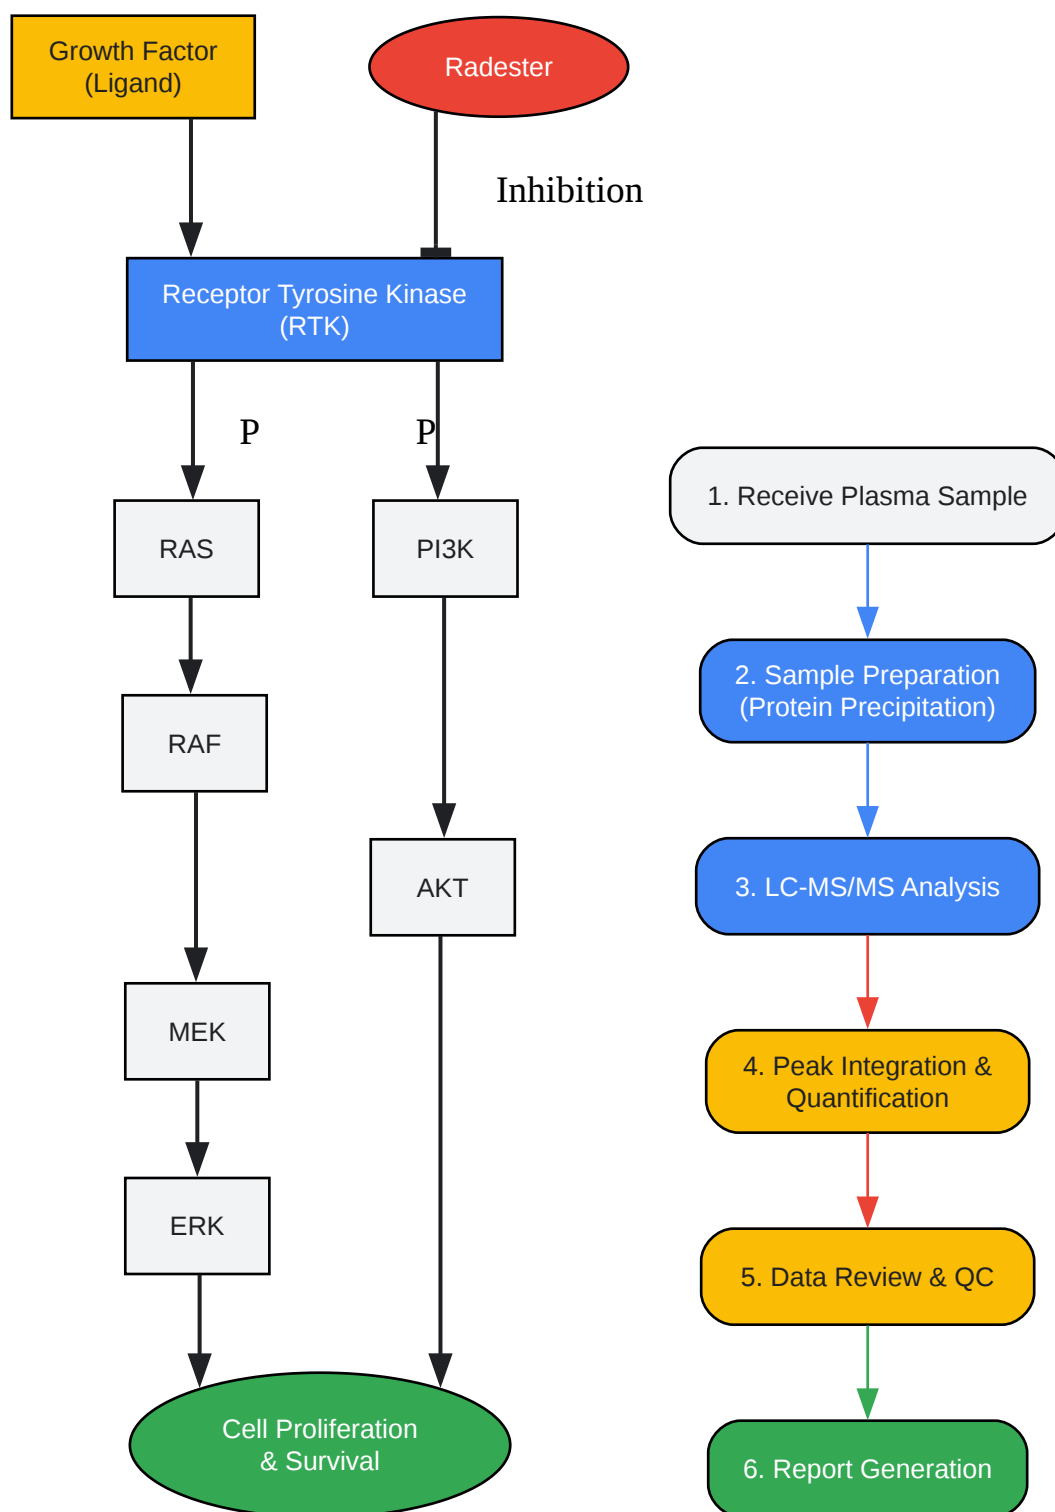 Growth Factor
(Ligand)
Radester
Inhibition
Receptor Tyrosine Kinase
(RTK)
P
P
RAS
PI3K
RAF
AKT
MEK
ERK
Cell Proliferation
& Survival
1. Receive Plasma Sample
2. Sample Preparation
(Protein Precipitation)
3. LC-MS/MS Analysis
4. Peak Integration &
Quantification
5. Data Review & QC
6. Report Generation